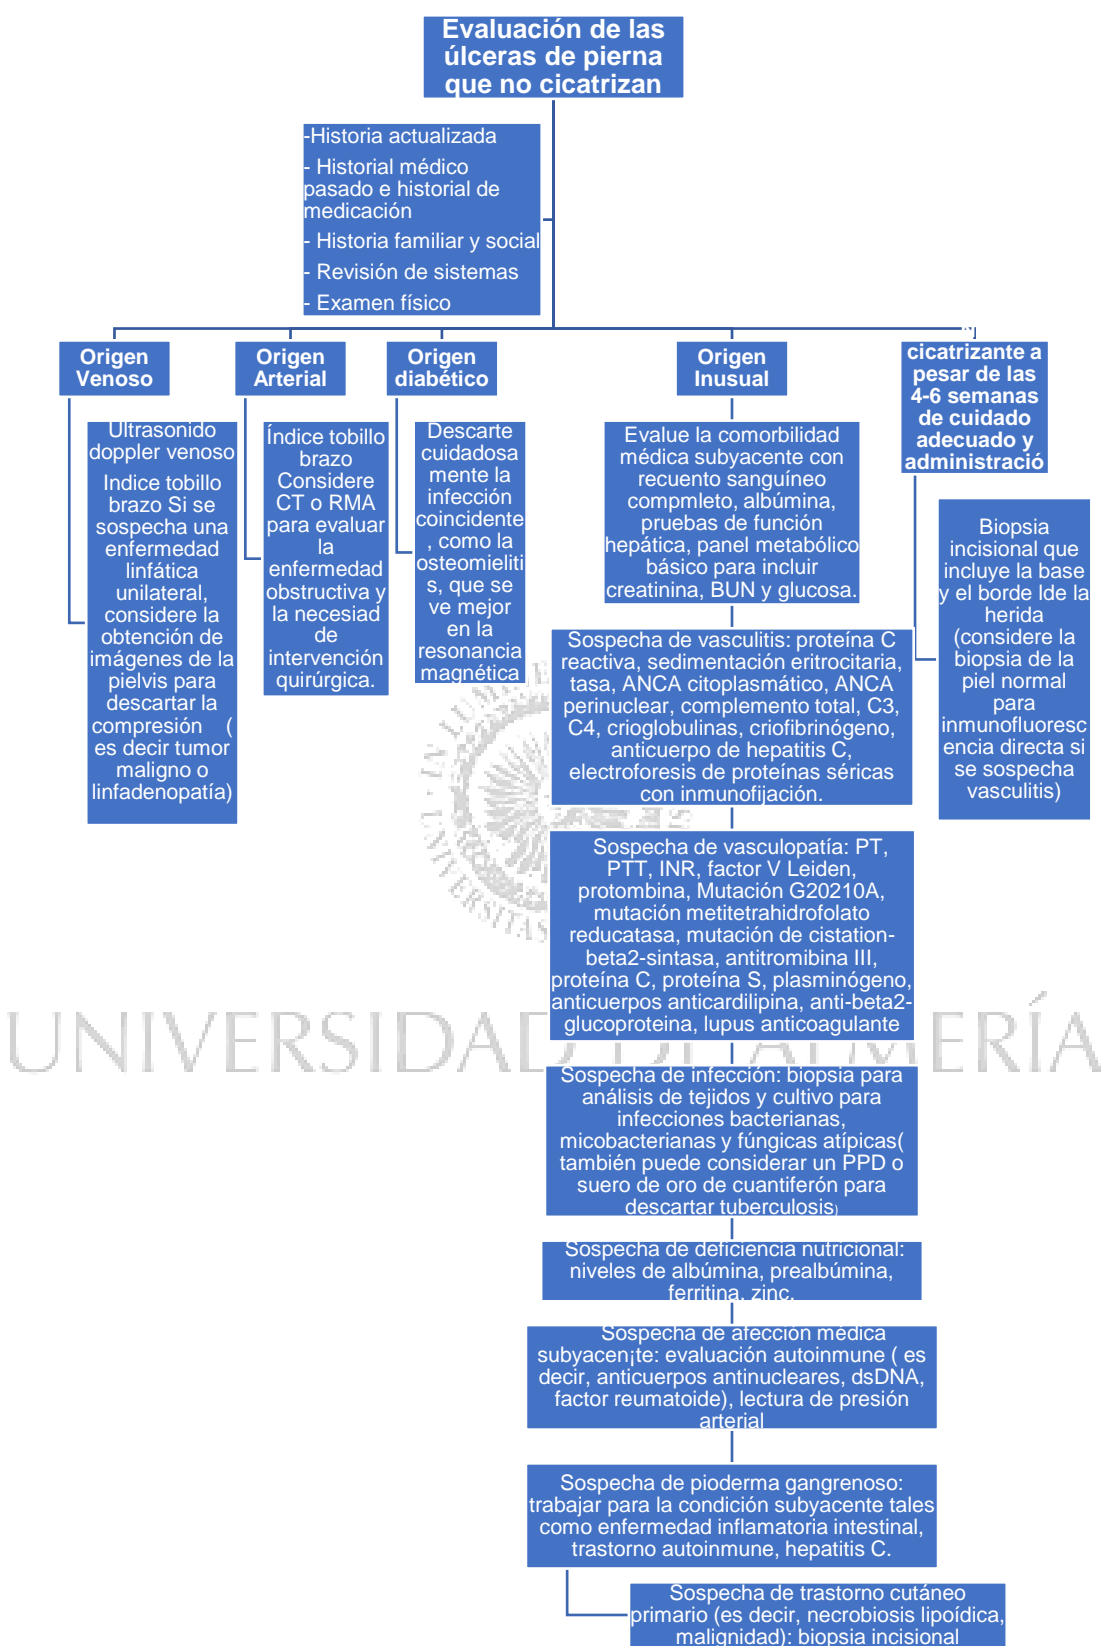 Evaluación de las
úlceras de pierna
que no cicatrizan
-Historia actualizada
- Historial médico
pasado e historial de
medicación
- Historia familiar y social
- Revisión de sistemas
- Examen físico
Origen
Venoso
Ultrasonido
doppler venoso
Indice tobillo
brazo Si se
sospecha una
enfermedad
linfática
unilateral,
considere la
obtención de
imágenes de la
pielvis para
descartar la
compresión (
es decir tumor
maligno o
linfadenopatía)
Origen
Arterial
Índice tobillo
brazo
Considere
CT o RMA
para evaluar
la
enfermedad
obstructiva y
la necesiad
de
intervención
quirúrgica.
Origen
diabético
Descarte
cuidadosa
mente la
infección
coincidente
, como la
osteomieliti
s, que se
ve mejor
en la
resonancia
magnética
Origen
Inusual
Evalue la comorbilidad
médica subyacente con
recuento sanguíneo
compmleto, albúmina,
pruebas de función
hepática, panel metabólico
básico para incluir
creatinina, BUN y glucosa.
Sospecha de vasculitis: proteína C
reactiva, sedimentación eritrocitaria,
tasa, ANCA citoplasmático, ANCA
perinuclear, complemento total, C3,
C4, crioglobulinas, criofibrinógeno,
anticuerpo de hepatitis C,
electroforesis de proteínas séricas
con inmunofijación.
Sospecha de vasculopatía: PT,
PTT, INR, factor V Leiden,
protombina, Mutación G20210A,
mutación metitetrahidrofolato
reducatasa, mutación de cistation-
beta2-sintasa, antitromibina III,
proteína C, proteína S, plasminógeno,
anticuerpos anticardilipina, anti-beta2-
glucoproteina, lupus anticoagulante
Sospecha de infección: biopsia para
análisis de tejidos y cultivo para
infecciones bacterianas,
micobacterianas y fúngicas atípicas(
también puede considerar un PPD o
suero de oro de cuantiferón para
descartar tuberculosis)
Sospecha de deficiencia nutricional:
niveles de albúmina, prealbúmina,
ferritina, zinc.
Sospecha de afección médica
subyacen¡te: evaluación autoinmune ( es
decir, anticuerpos antinucleares, dsDNA,
factor reumatoide), lectura de presión
arterial
Sospecha de pioderma gangrenoso:
trabajar para la condición subyacente tales
como enfermedad inflamatoria intestinal,
trastorno autoinmune, hepatitis C.
Sospecha de trastorno cutáneo
primario (es decir, necrobiosis lipoídica,
malignidad): biopsia incisional
cicatrizante a
pesar de las
4-6 semanas
de cuidado
adecuado y
administració
Biopsia
incisional que
incluye la base
y el borde lde la
herida
(considere la
biopsia de la
piel normal
para
inmunofluoresc
encia directa si
se sospecha
vasculitis)
UNIVERSIDAD DE ALMERÍA